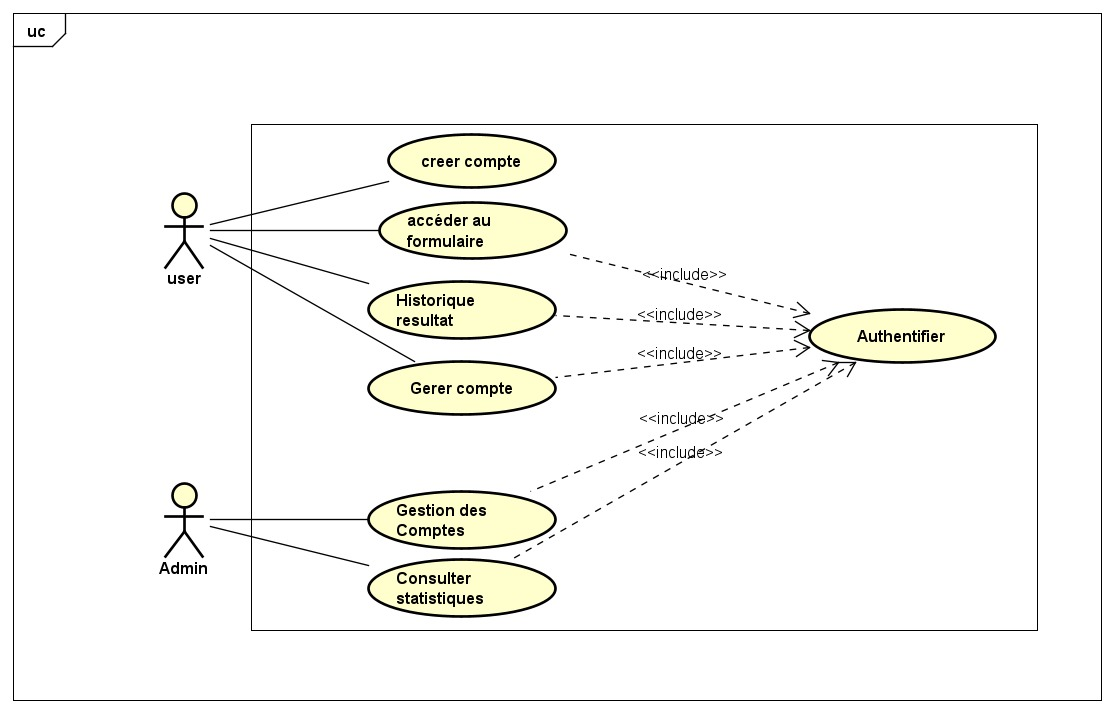 uc
creer compte
accéder au
formulaire
user
<<include>>
Historique
resultat
<<include>>
Authentifier
<<include>>
Gerer compte
<<include>>
<<include>>
Gestion des
Comptes
Admin
Consulter
statistiques